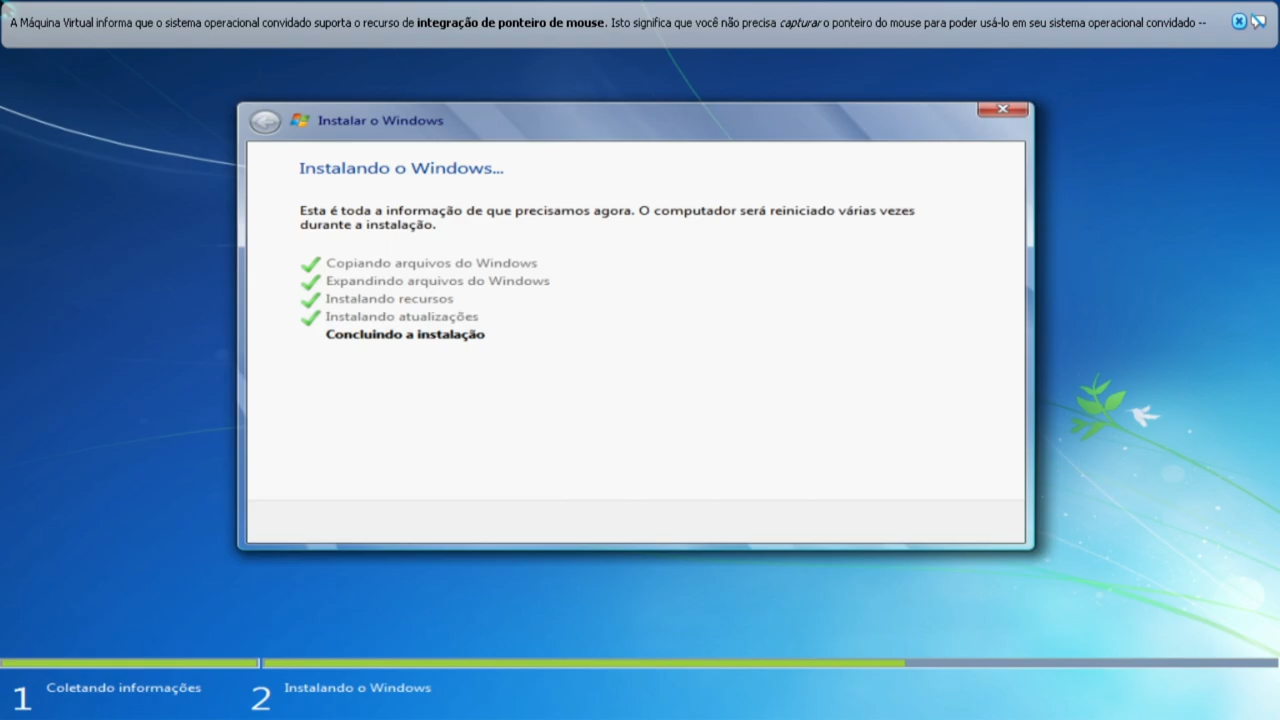 A Máquina Virtual informa que o sistema operacional convidado suporta o recurso de integração de ponteiro de mouse. Isto significa que você não precisa capturar o ponteiro do mouse para poder usá-lo em seu sistema operacional convidado --
Instalar o Windows
Instalando o Windows...
Esta é toda a informação de que precisamos agora. O computador será reiniciado várias vezes
durante a instalação.
Copiando arquivos do Windows
Expandindo arquivos do Windows
Instalando recursos
Instalando atualizações
Concluindo a instalação
1 Coletando informações
2 Instalando o Windows